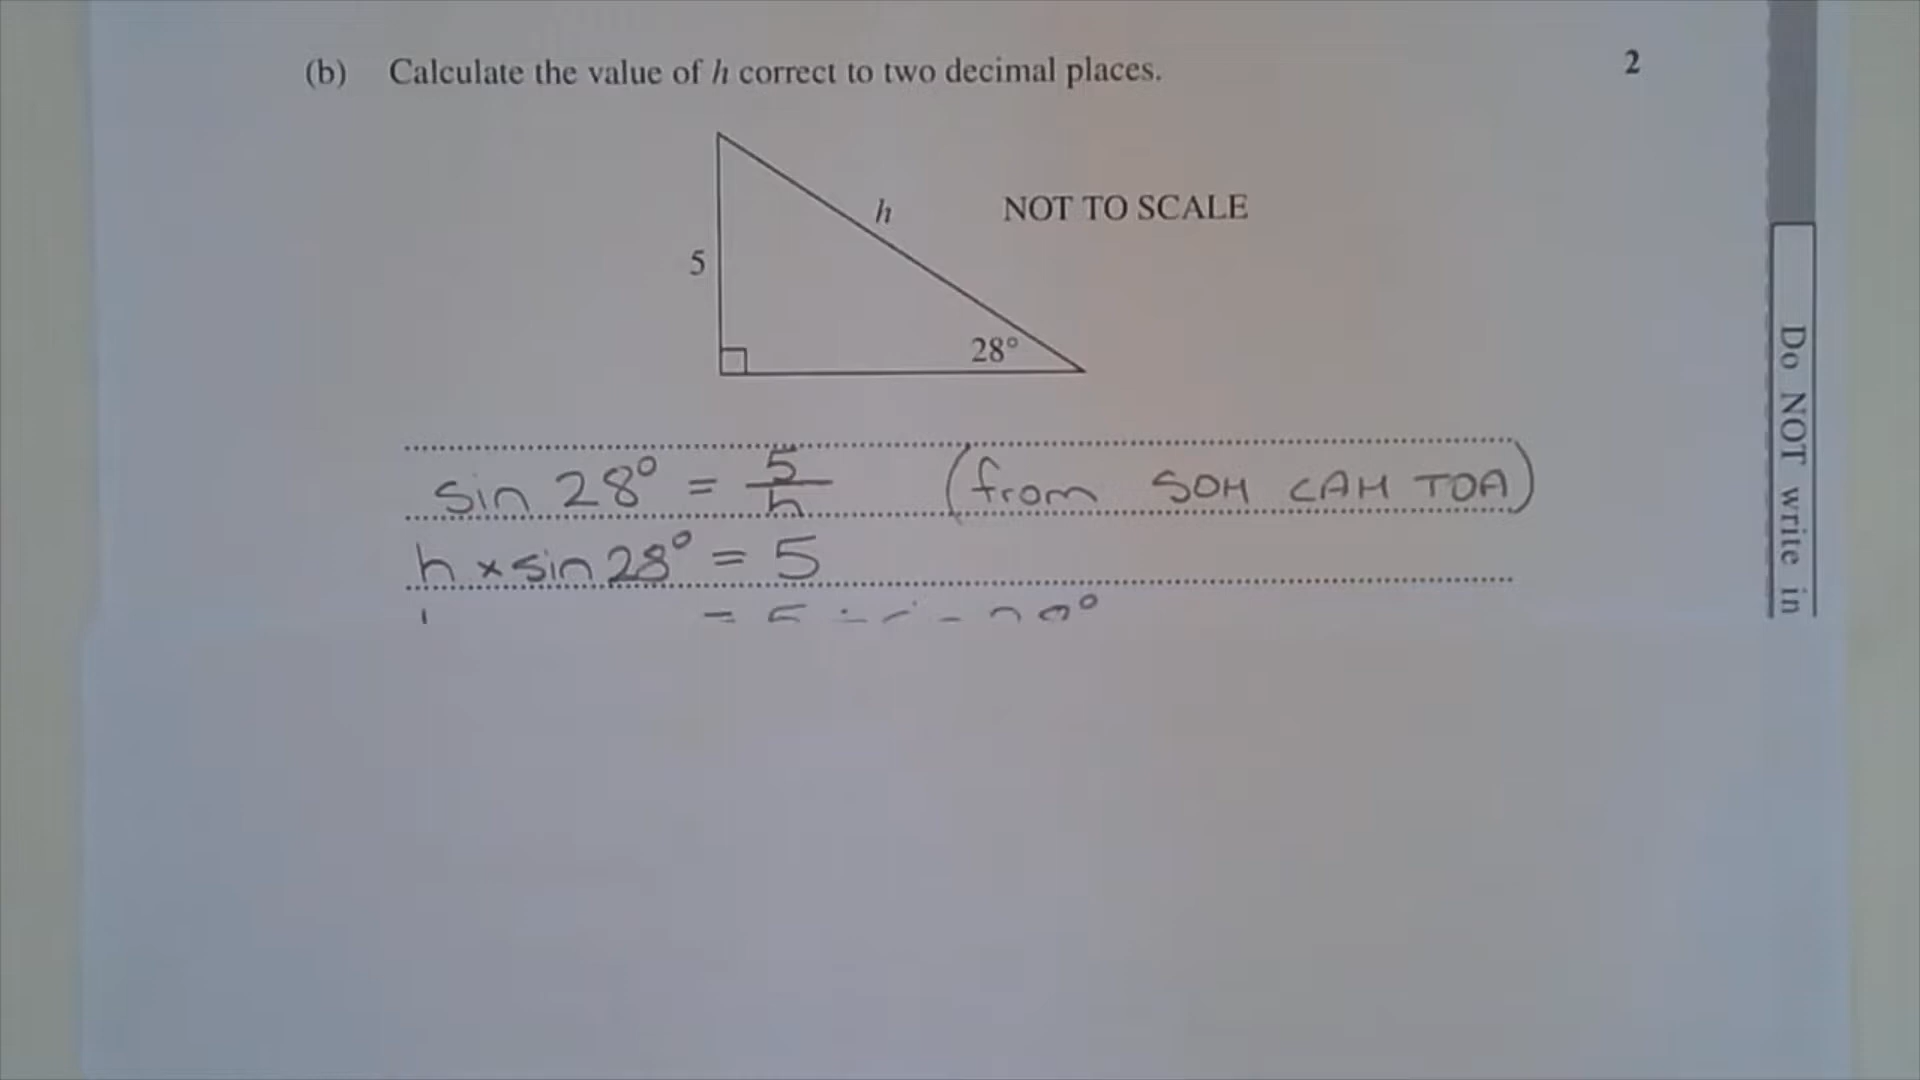 (b) Calculate the value of h correct to two decimal places. 2
h
NOT TO SCALE
5
28°
sin 28° = 5/h (from SOH CAH TOA)
h × sin 28° = 5
Do NOT write in